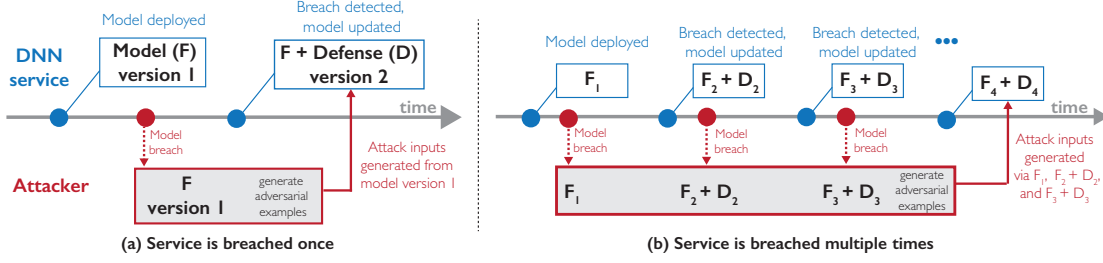 Model deployed
Breach detected,
model updated
DNN
service
Model (F)
version 1
F + Defense (D)
version 2
time
Model
breach
Attack inputs
generated from
model version 1
Attacker
F
version 1
generate
adversarial
examples
(a) Service is breached once
Model deployed
Breach detected,
model updated
Breach detected,
model updated
•••
F₁
F₂ + D₂
F₃ + D₃
F₄ + D₄
time
Model
breach
Model
breach
Model
breach
Attack inputs
generated
via F₁, F₂ + D₂,
and F₃ + D₃
F₁
F₂ + D₂
F₃ + D₃
generate
adversarial
examples
(b) Service is breached multiple times